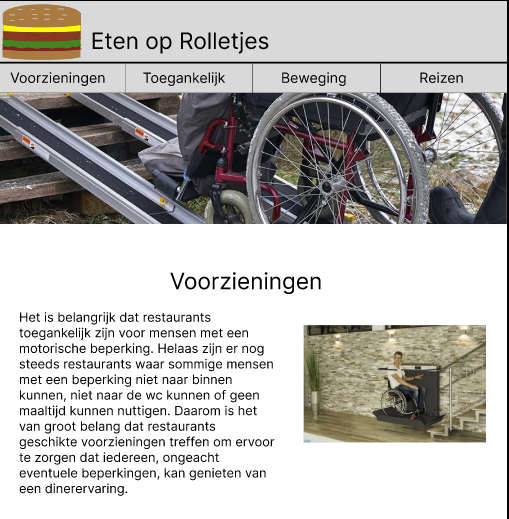 Eten op Rolletjes
Voorzieningen
Toegankelijk
Beweging
Reizen
Voorzieningen
Het is belangrijk dat restaurants
toegankelijk zijn voor mensen met een
motorische beperking. Helaas zijn er nog
steeds restaurants waar sommige mensen
met een beperking niet naar binnen
kunnen, niet naar de wc kunnen of geen
maaltijd kunnen nuttigen. Daarom is het
van groot belang dat restaurants
geschikte voorzieningen treffen om ervoor
te zorgen dat iedereen, ongeacht
eventuele beperkingen, kan genieten van
een dinerervaring.